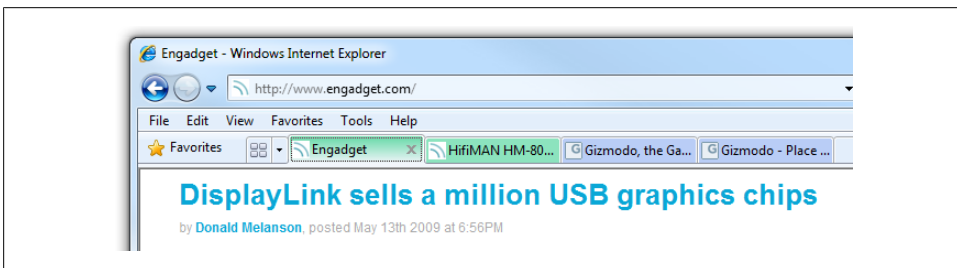 Engadget - Windows Internet Explorer
http://www.engadget.com/
File Edit View Favorites Tools Help
Favorites Engadget X HifiMAN HM-80... G Gizmodo, the Ga... G Gizmodo - Place ...
DisplayLink sells a million USB graphics chips
by Donald Melanson, posted May 13th 2009 at 6:56PM